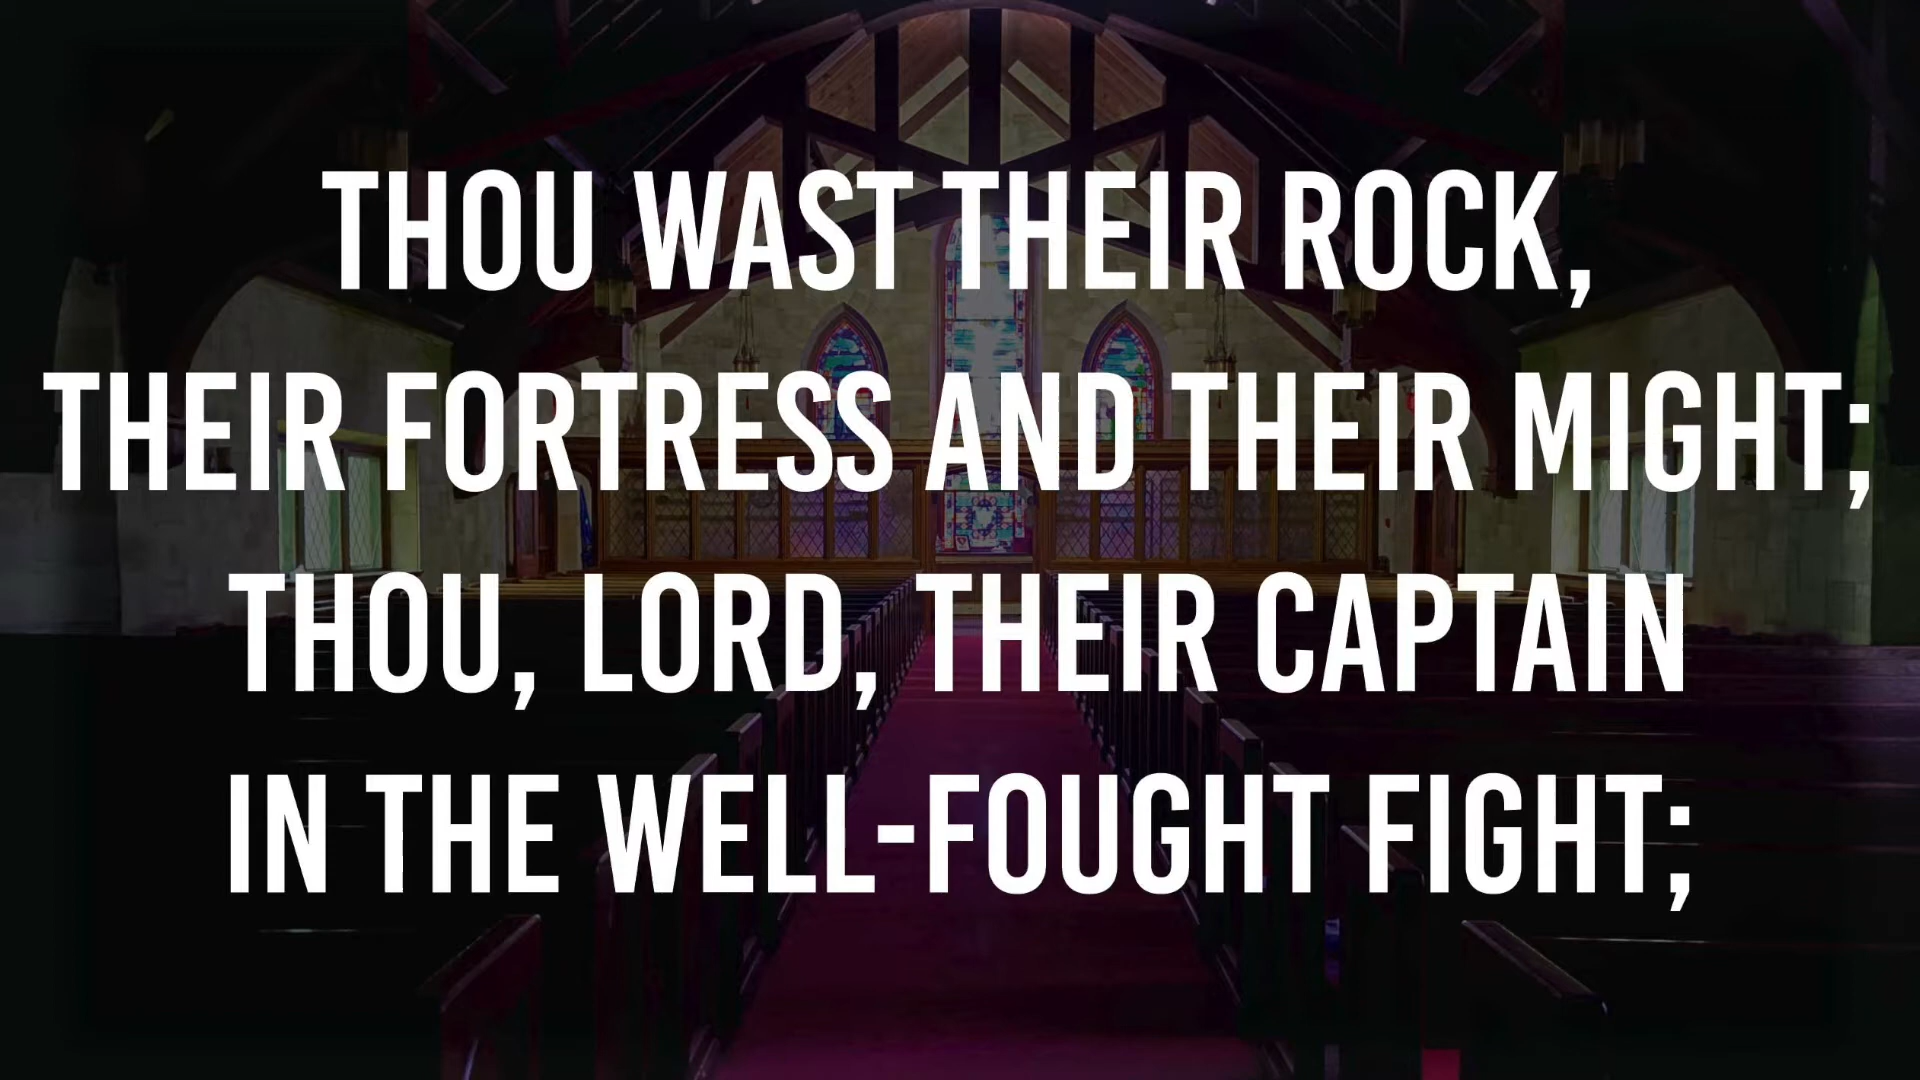 THOU WAST THEIR ROCK,
THEIR FORTRESS AND THEIR MIGHT;
THOU, LORD, THEIR CAPTAIN
IN THE WELL-FOUGHT FIGHT;